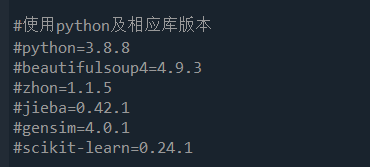 #使用python及相应库版本
#python=3.8.8
#beautifulsoup4=4.9.3
#zhon=1.1.5
#jieba=0.42.1
#gensim=4.0.1
#scikit-learn=0.24.1